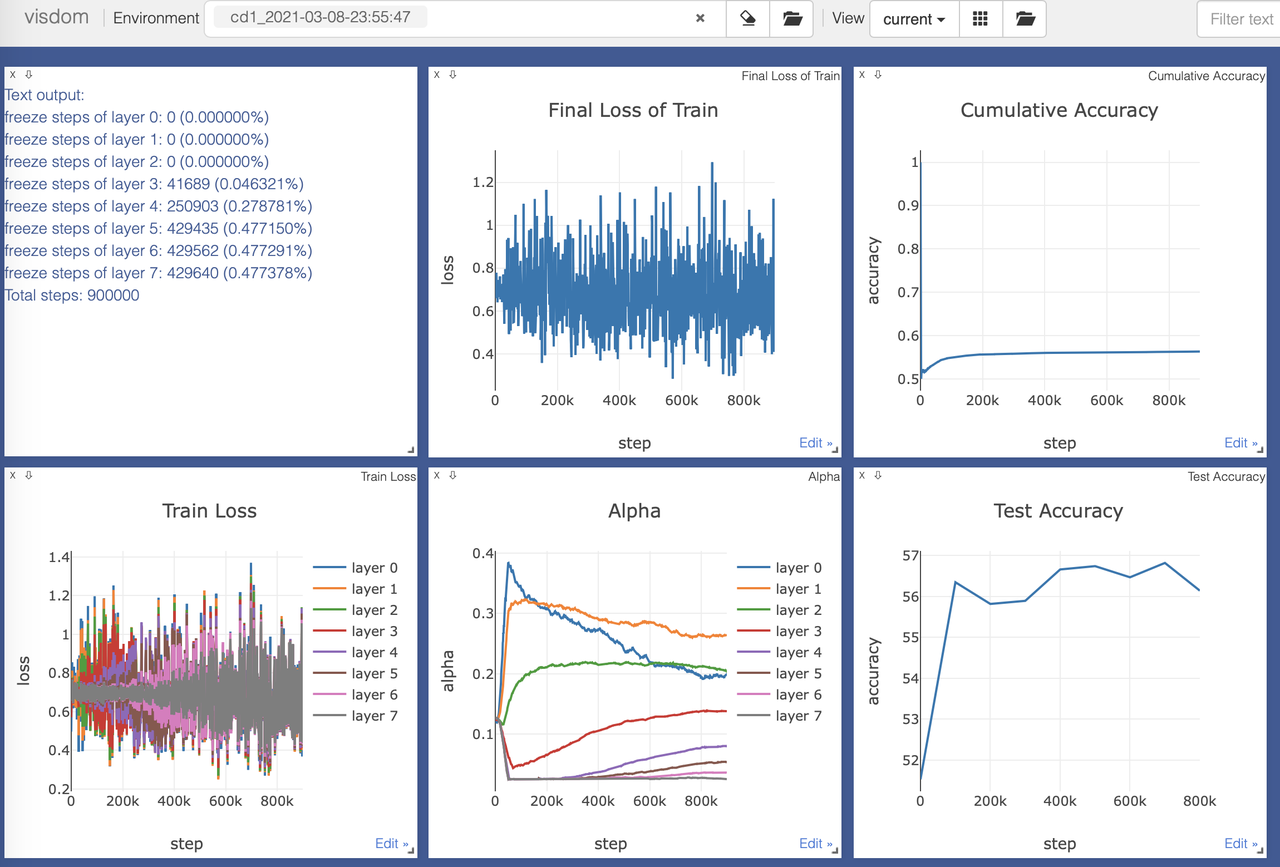 visdom Environment cd1_2021-03-08-23:55:47 × View current Filter text
X
Text output:
freeze steps of layer 0: 0 (0.000000%)
freeze steps of layer 1: 0 (0.000000%)
freeze steps of layer 2: 0 (0.000000%)
freeze steps of layer 3: 41689 (0.046321%)
freeze steps of layer 4: 250903 (0.278781%)
freeze steps of layer 5: 429435 (0.477150%)
freeze steps of layer 6: 429562 (0.477291%)
freeze steps of layer 7: 429640 (0.477378%)
Total steps: 900000
X Final Loss of Train
Final Loss of Train
1.2
1
0.8
0.6
0.4
loss
0 200k 400k 600k 800k
step
Edit »
X Cumulative Accuracy
Cumulative Accuracy
1
0.9
0.8
0.7
0.6
0.5
accuracy
0 200k 400k 600k 800k
step
Edit »
X Train Loss
Train Loss
1.4
1.2
1
0.8
0.6
0.4
0.2
loss
0 200k 400k 600k 800k
step
layer 0
layer 1
layer 2
layer 3
layer 4
layer 5
layer 6
layer 7
Edit »
X Alpha
Alpha
0.4
0.3
0.2
0.1
alpha
0 200k 400k 600k 800k
step
layer 0
layer 1
layer 2
layer 3
layer 4
layer 5
layer 6
layer 7
Edit »
X Test Accuracy
Test Accuracy
57
56
55
54
53
52
accuracy
0 200k 400k 600k 800k
step
Edit »